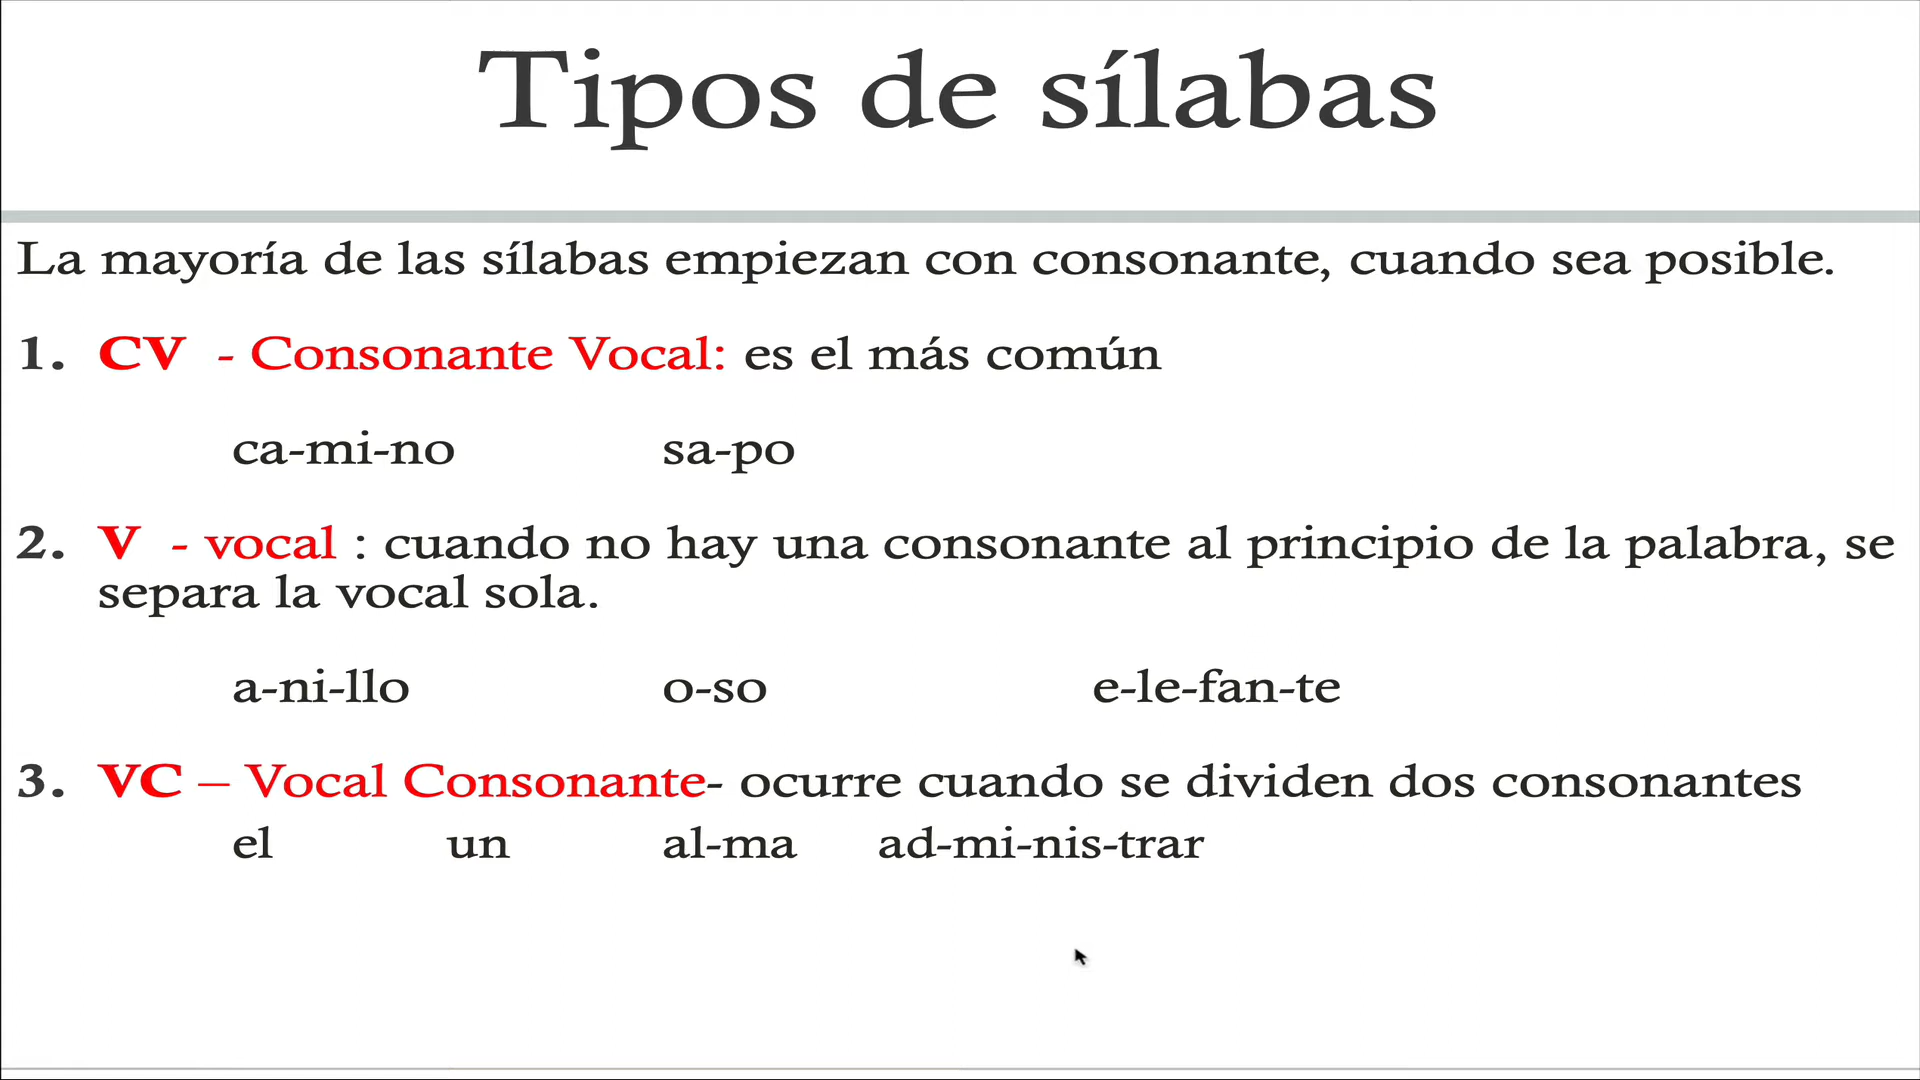 Tipos de sílabas
La mayoría de las sílabas empiezan con consonante, cuando sea posible.
1. CV - Consonante Vocal: es el más común
ca-mi-no sa-po
2. V - vocal : cuando no hay una consonante al principio de la palabra, se
separa la vocal sola.
a-ni-llo o-so e-le-fan-te
3. VC – Vocal Consonante- ocurre cuando se dividen dos consonantes
el un al-ma ad-mi-nis-trar